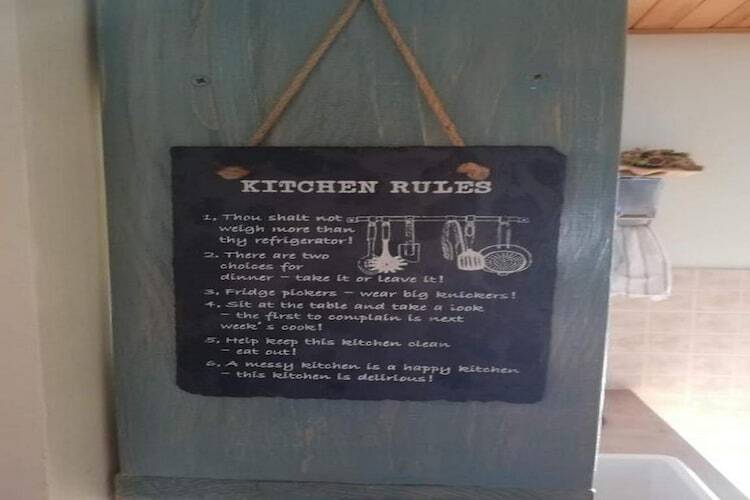 KITCHEN RULES
1. Thou shalt not
weigh more than
thy refrigerator!
2. There are two
choices for
dinner – take it or leave it!
3. Fridge pickers – wear big knickers!
4. Sit at the table and take a look
– the first to complain is next
week's cook!
5. Help keep this kitchen clean
– eat out!
6. A messy kitchen is a happy kitchen
– this kitchen is delirious!